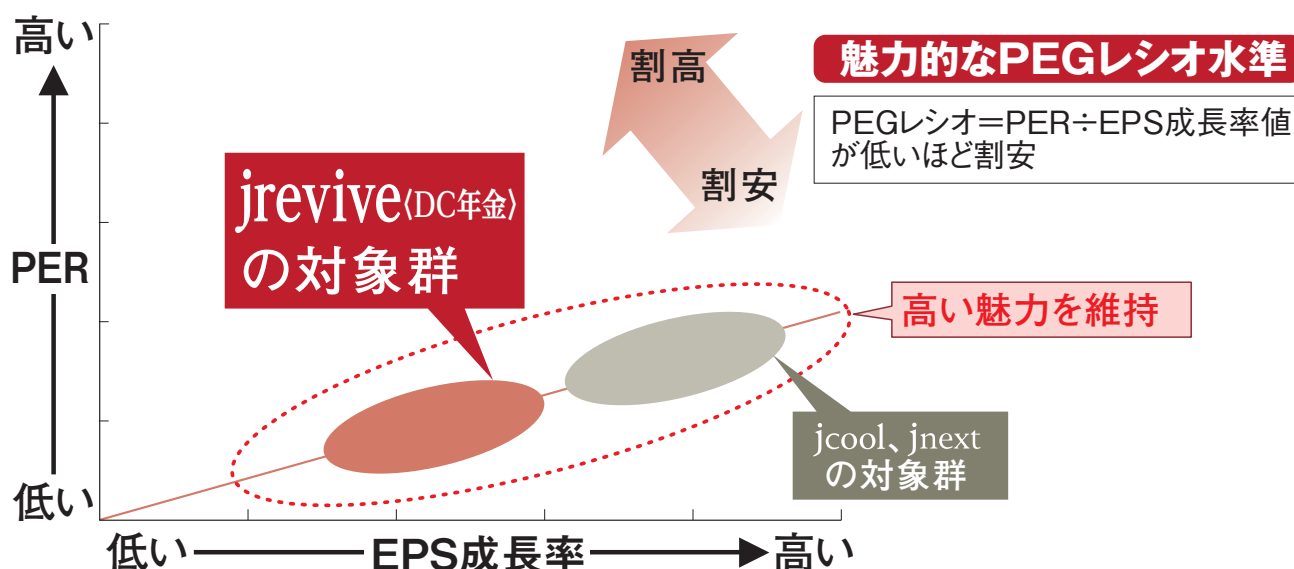 高い
PER
低い
低い
EPS成長率
高い
割高
割安
魅力的なPEGレシオ水準
PEGレシオ=PER÷EPS成長率値
が低いほど割安
jrevive〈DC年金〉
の対象群
高い魅力を維持
jcool、jnext
の対象群